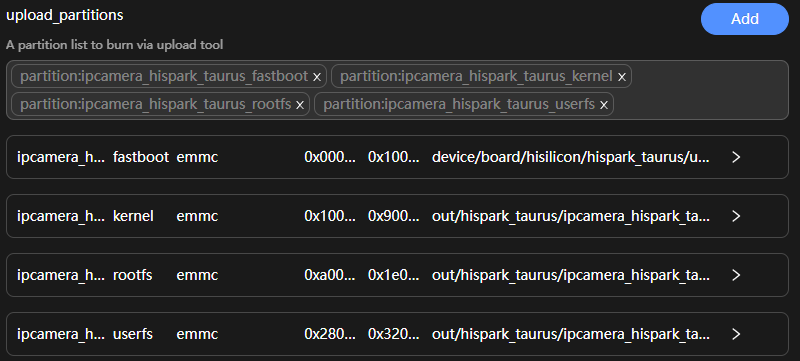 upload_partitions
Add
A partition list to burn via upload tool
partition:ipcamera_hispark_taurus_fastboot x partition:ipcamera_hispark_taurus_kernel x
partition:ipcamera_hispark_taurus_rootfs x partition:ipcamera_hispark_taurus_userfs x
ipcamera_h... fastboot emmc 0x000... 0x100... device/board/hisilicon/hispark_taurus/u...
ipcamera_h... kernel emmc 0x100... 0x900... out/hispark_taurus/ipcamera_hispark_ta...
ipcamera_h... rootfs emmc 0xa00... 0x1e0... out/hispark_taurus/ipcamera_hispark_ta...
ipcamera_h... userfs emmc 0x280... 0x320... out/hispark_taurus/ipcamera_hispark_ta...